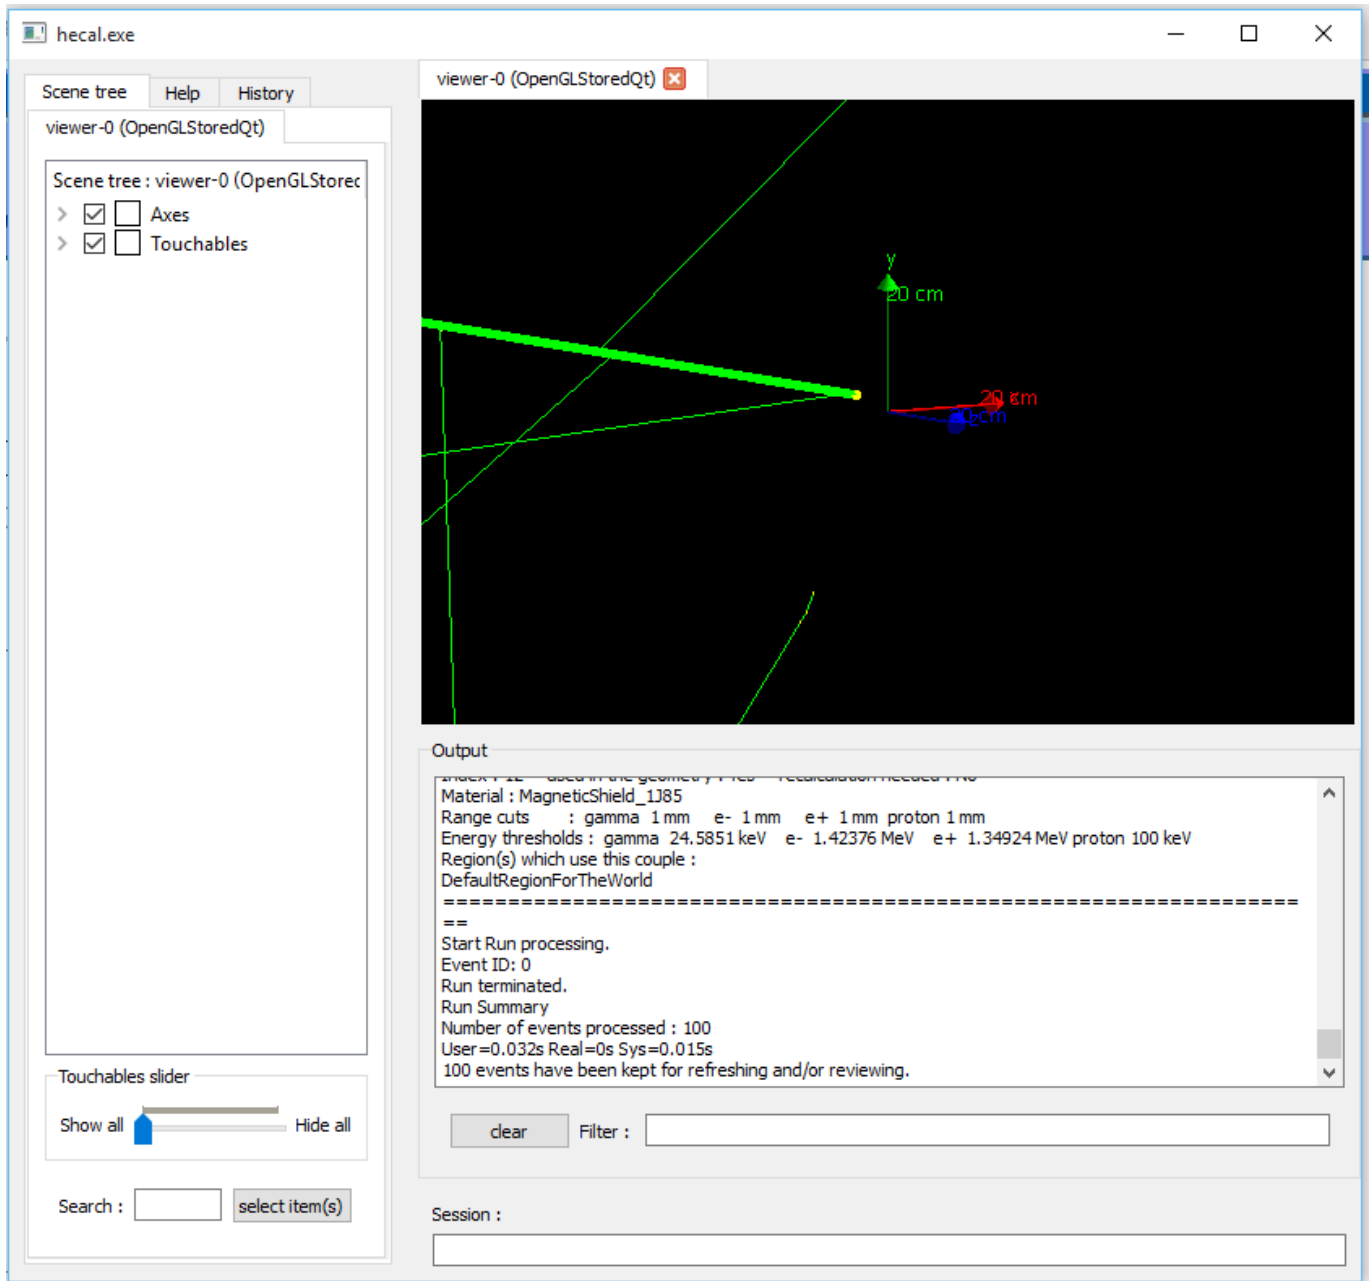 hecal.exe
Scene tree
Help
History
viewer-0 (OpenGLStoredQt)
Scene tree : viewer-0 (OpenGLStorec
Axes
Touchables
Touchables slider
Show all
Hide all
Search :
select item(s)
viewer-0 (OpenGLStoredQt)
y
20 cm
20 cm
Output
Material : MagneticShield_1J85
Range cuts : gamma 1 mm e- 1 mm e+ 1 mm proton 1 mm
Energy thresholds : gamma 24.5851 keV e- 1.42376 MeV e+ 1.34924 MeV proton 100 keV
Region(s) which use this couple :
DefaultRegionForTheWorld
==================================================================
==
Start Run processing.
Event ID: 0
Run terminated.
Run Summary
Number of events processed : 100
User=0.032s Real=0s Sys=0.015s
100 events have been kept for refreshing and/or reviewing.
clear
Filter :
Session :